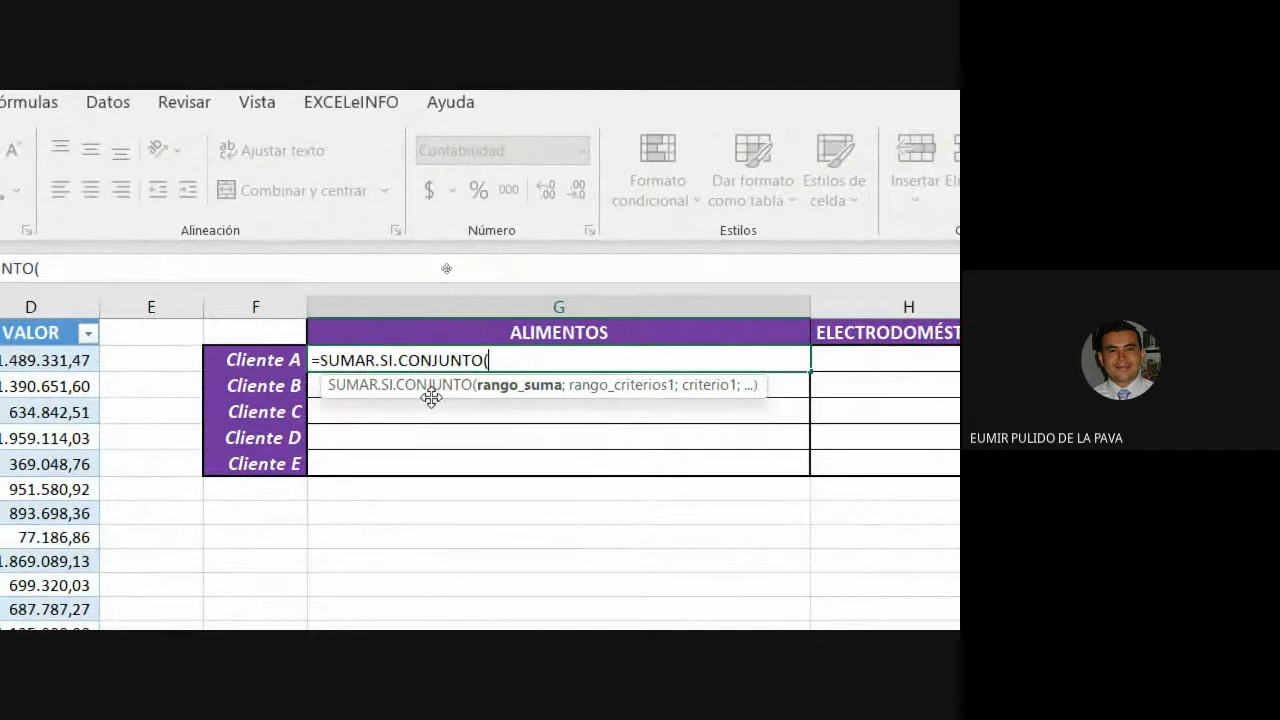 órmulas Datos Revisar Vista EXCELeINFO Ayuda
A
ab Ajustar texto
Contabilidad
Combinar y centrar
$ % 000
Formato condicional
Dar formato como tabla
Estilos de celda
Insertar
Alineación
Número
Estilos
NTO(
D E F G H
VALOR ALIMENTOS ELECTRODOMÉST
1.489.331,47 Cliente A =SUMAR.SI.CONJUNTO(
1.390.651,60 Cliente B SUMAR.SI.CONJUNTO(rango_suma; rango_criterios1; criterio1; ...)
634.842,51 Cliente C
1.959.114,03 Cliente D
369.048,76 Cliente E
951.580,92
893.698,36
77.186,86
1.869.089,13
699.320,03
687.787,27
EUMIR PULIDO DE LA PAVA